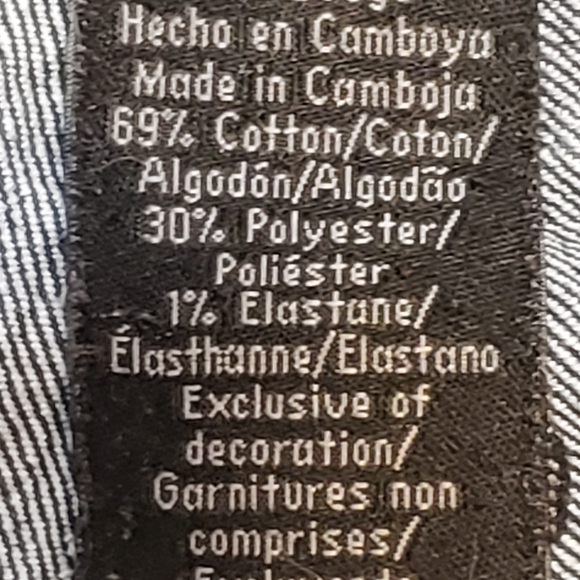 Hecho en Camboya
Made in Camboja
69% Cotton/Coton/
Algodón/Algodão
30% Polyester/
Poliéster
1% Elastane/
Élasthanne/Elastano
Exclusive of
decoration/
Garnitures non
comprises/